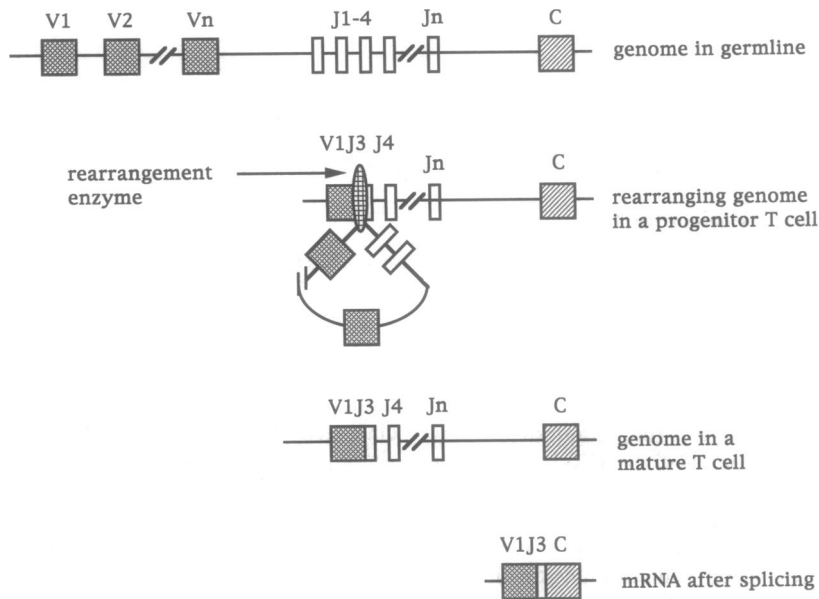 V1 V2 Vn J1-4 Jn C
genome in germline
V1J3 J4 Jn C
rearrangement
enzyme
rearranging genome
in a progenitor T cell
V1J3 J4 Jn C
genome in a
mature T cell
V1J3 C
mRNA after splicing